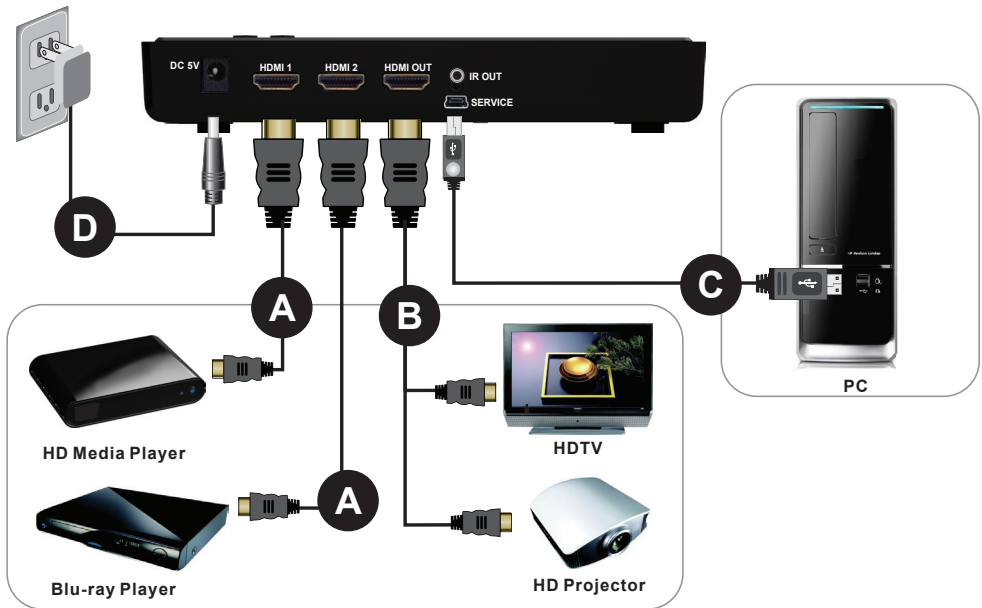 DC 5V
HDMI 1
HDMI 2
HDMI OUT
IR OUT
SERVICE
D
A
B
C
A
HD Media Player
HDTV
PC
Blu-ray Player
HD Projector